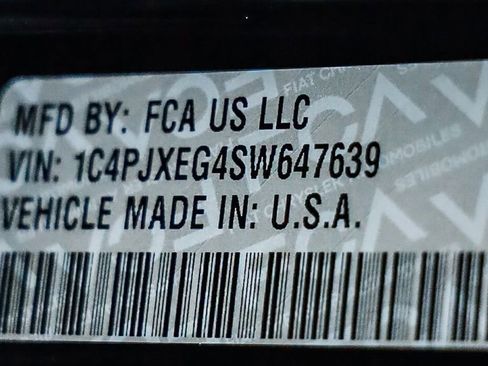 MFD BY: FCA US LLC
VIN: 1C4PJXEG4SW647639
VEHICLE MADE IN: U.S.A.